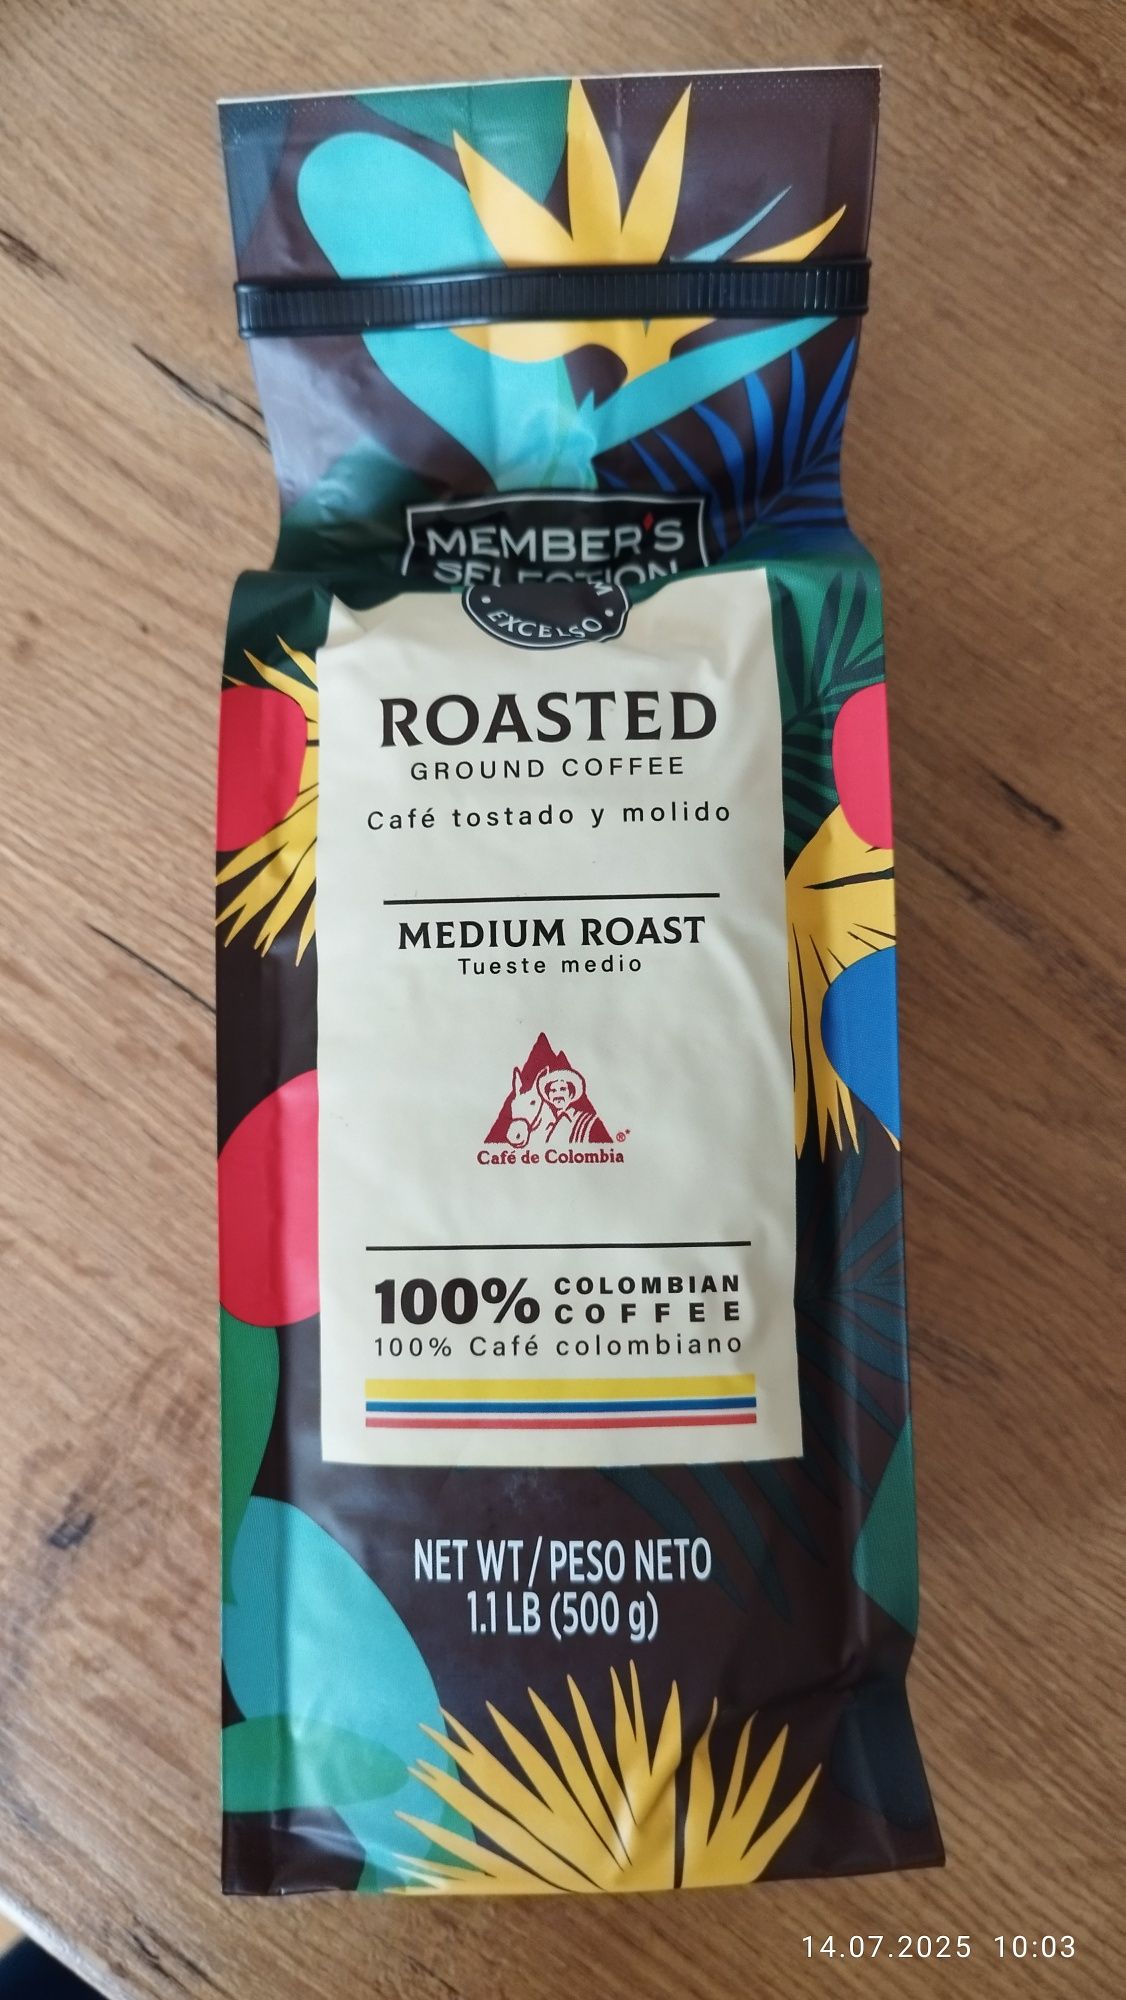 MEMBER'S
SELECTION
EXCELSO
ROASTED
GROUND COFFEE
Café tostado y molido
MEDIUM ROAST
Tueste medio
®*
Café de Colombia
100% COLOMBIAN
COFFEE
100% Café colombiano
NET WT / PESO NETO
1.1 LB (500 g)
14.07.2025 10:03